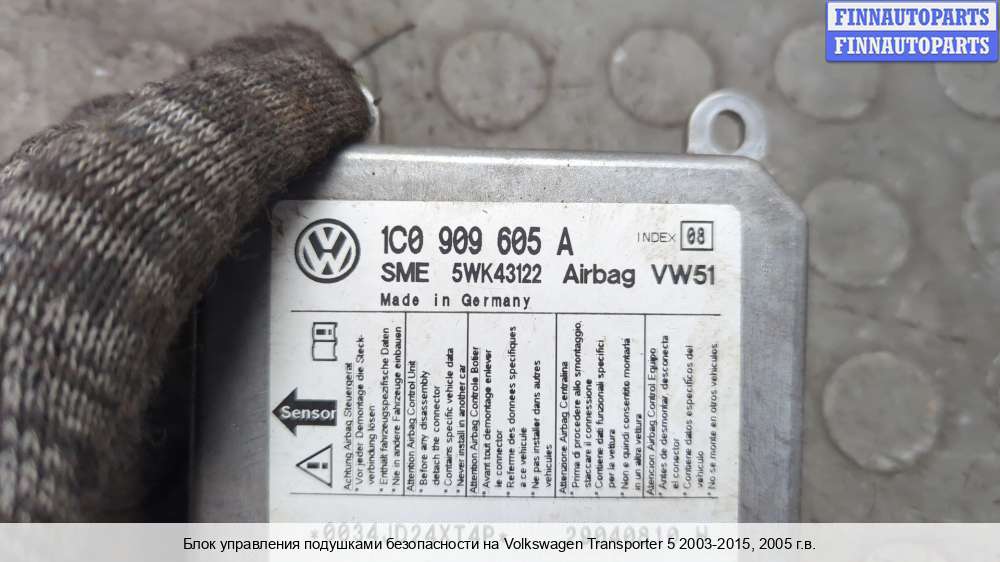 FINNAUTOPARTS
FINNAUTOPARTS
1C0 909 605 A INDEX 08
SME 5WK43122 Airbag VW51
Made in Germany
Sensor
Achtung Airbag Steuergerät
* Vor jeder Demontage die Steck-
verbindung lösen
* Enthält fahrzeugspezifische Daten
* Nie in andere Fahrzeuge einbauen
Attention Airbag Control Unit
* Before any disassembly
detach the connector
* Contains specific vehicle data
* Never install in another car
Attention Airbag Controle Boitier
* Avant tout demontage enlever
le connector
* Referme des donnees specifiques
a ce vehicule
* Ne pas installer dans autres
vehicules
Attenzione Airbag Centralina
* Prima di procedere allo smontaggio,
staccare il connessione
* Contiene dati funzionali specifici
per la vettura
* Non e quindi consentito montarla
in un altra vettura
Atencion Airbag Control Equipo
* Antes de desmontar, desconecta
el conector
* Contiene datos especificos del
vehiculo
* No se monte en otros vehiculos
*0034JD24XT4P*
Блок управления подушками безопасности на Volkswagen Transporter 5 2003-2015, 2005 г.в.